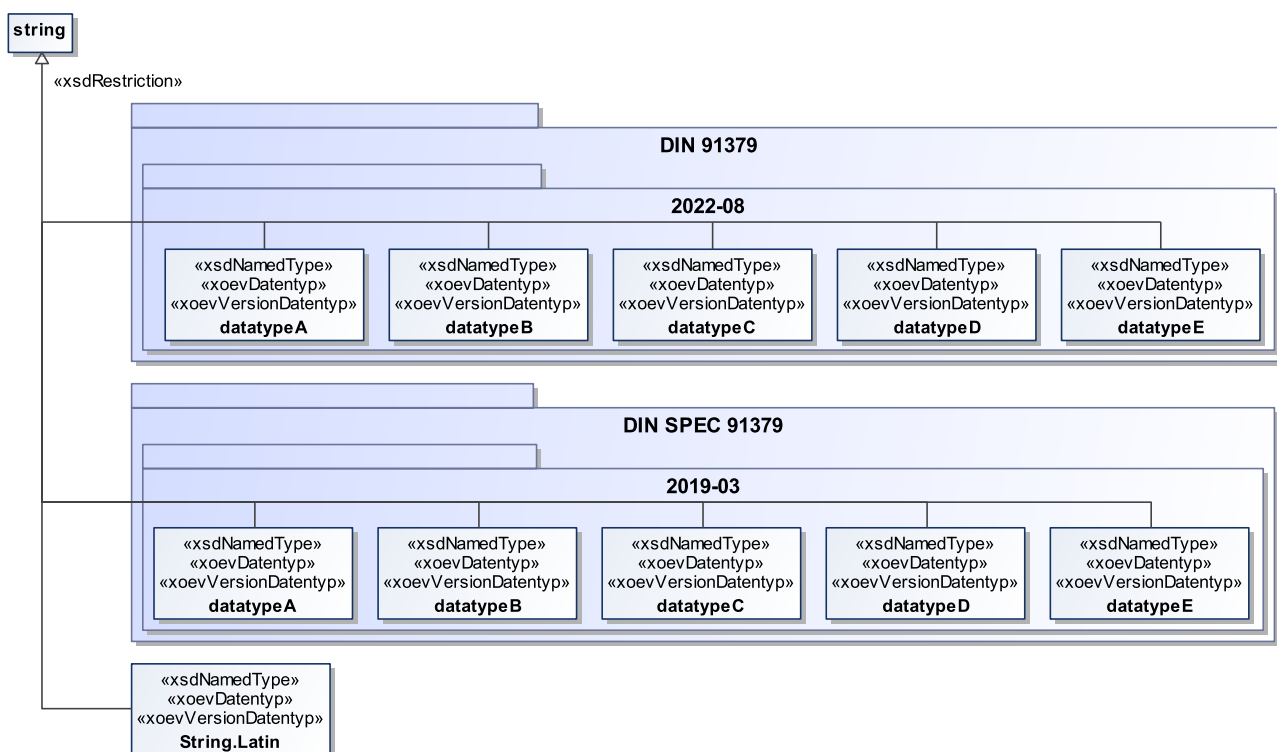 string
«xsdRestriction»
DIN 91379
2022-08
«xsdNamedType»
«xoevDatentyp»
«xoevVersionDatentyp»
datatypeA
«xsdNamedType»
«xoevDatentyp»
«xoevVersionDatentyp»
datatypeB
«xsdNamedType»
«xoevDatentyp»
«xoevVersionDatentyp»
datatypeC
«xsdNamedType»
«xoevDatentyp»
«xoevVersionDatentyp»
datatypeD
«xsdNamedType»
«xoevDatentyp»
«xoevVersionDatentyp»
datatypeE
DIN SPEC 91379
2019-03
«xsdNamedType»
«xoevDatentyp»
«xoevVersionDatentyp»
datatypeA
«xsdNamedType»
«xoevDatentyp»
«xoevVersionDatentyp»
datatypeB
«xsdNamedType»
«xoevDatentyp»
«xoevVersionDatentyp»
datatypeC
«xsdNamedType»
«xoevDatentyp»
«xoevVersionDatentyp»
datatypeD
«xsdNamedType»
«xoevDatentyp»
«xoevVersionDatentyp»
datatypeE
«xsdNamedType»
«xoevDatentyp»
«xoevVersionDatentyp»
String.Latin